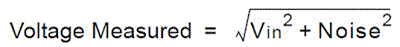 Voltage Measured = √Vin² + Noise²